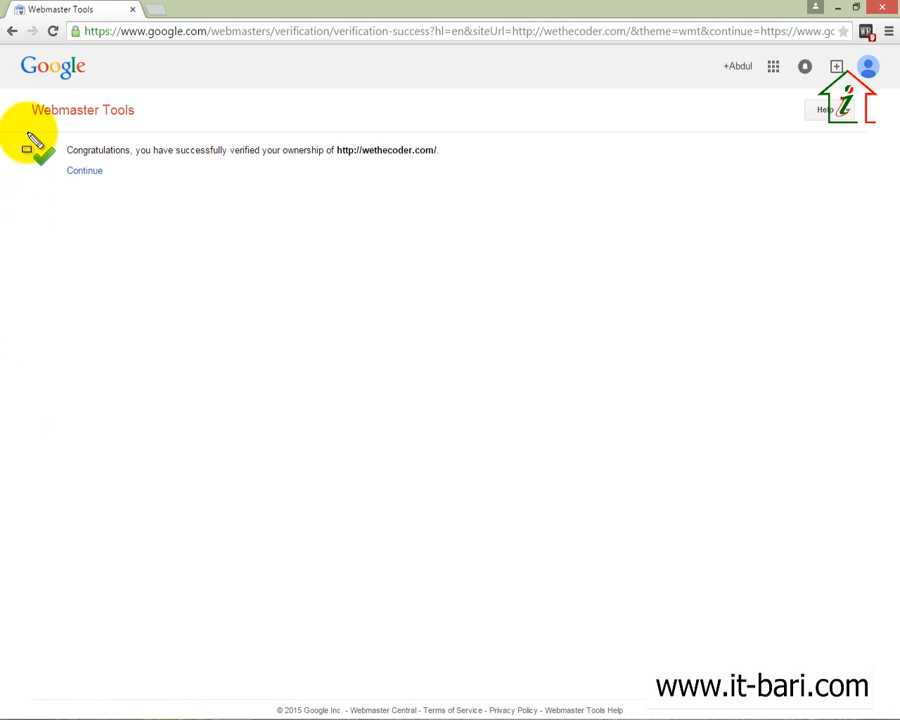 Webmaster Tools
https://www.google.com/webmasters/verification/verification-success?hl=en&siteUrl=http://wethecoder.com/&theme=wmt&continue=https://www.gc
Google
+Abdul
Webmaster Tools
Help
Congratulations, you have successfully verified your ownership of http://wethecoder.com/.
Continue
www.it-bari.com
© 2015 Google Inc. - Webmaster Central - Terms of Service - Privacy Policy - Webmaster Tools Help